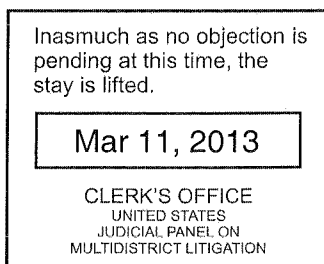 Inasmuch as no objection is
pending at this time, the
stay is lifted.
Mar 11, 2013
CLERK'S OFFICE
UNITED STATES
JUDICIAL PANEL ON
MULTIDISTRICT LITIGATION